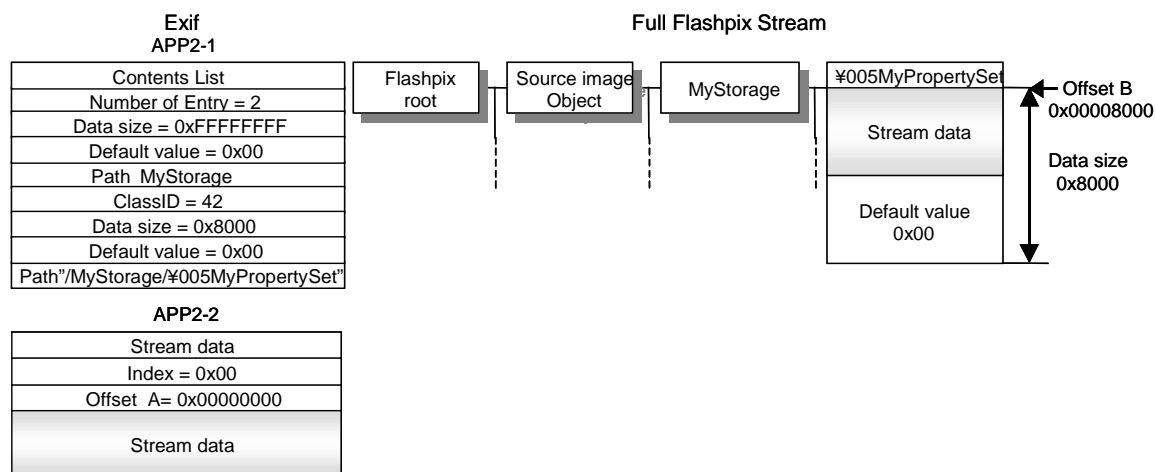 Exif
APP2-1
Contents List
Number of Entry = 2
Data size = 0xFFFFFFFF
Default value = 0x00
Path MyStorage
ClassID = 42
Data size = 0x8000
Default value = 0x00
Path"/MyStorage/¥005MyPropertySet"
APP2-2
Stream data
Index = 0x00
Offset A= 0x00000000
Stream data
Full Flashpix Stream
Flashpix
root
Source image
Object
MyStorage
¥005MyPropertySet
Stream data
Default value
0x00
Offset B
0x00008000
Data size
0x8000